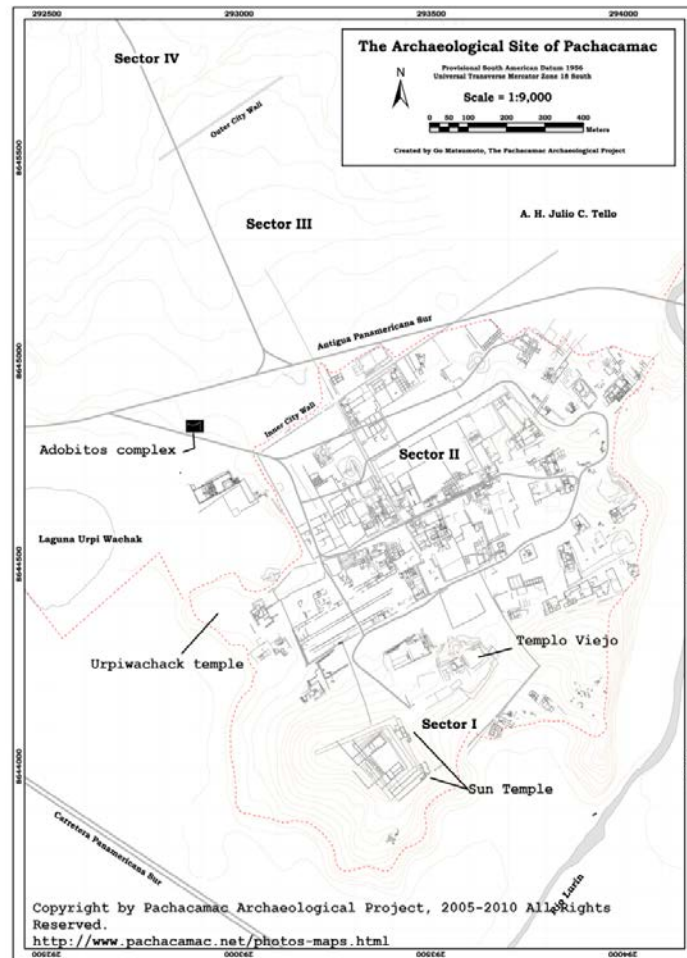 292500 293000 293500 294000
The Archaeological Site of Pachacamac
Provisional South American Datum 1956
Universal Transverse Mercator Zone 18 South
N
Scale = 1:9,000
0 50 100 200 300 400
Meters
Created by Go Matsumoto, The Pachacamac Archaeological Project
Sector IV
Outer City Wall
8645500
Sector III
A. H. Julio C. Tello
Antigua Panamericana Sur
8645000
Inner City Wall
Adobitos complex
Sector II
Laguna Urpi Wachak
8644500
Templo Viejo
Urpiwachack temple
Sector I
8644000
Sun Temple
Carretera Panamericana Sur
Rio Lurin
Copyright by Pachacamac Archaeological Project, 2005-2010 All Rights
Reserved.
http://www.pachacamac.net/photos-maps.html